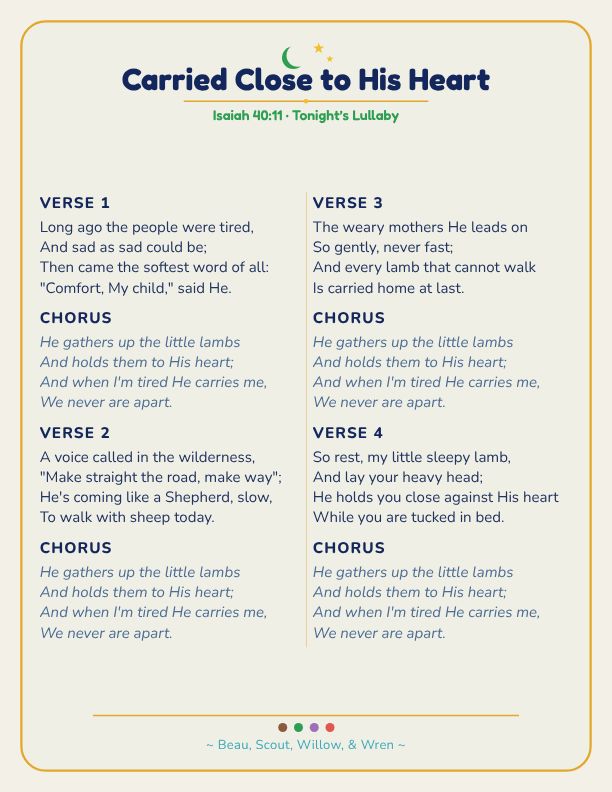 Carried Close to His Heart
Isaiah 40:11 · Tonight's Lullaby
VERSE 1
Long ago the people were tired,
And sad as sad could be;
Then came the softest word of all:
"Comfort, My child," said He.
CHORUS
He gathers up the little lambs
And holds them to His heart;
And when I'm tired He carries me,
We never are apart.
VERSE 2
A voice called in the wilderness,
"Make straight the road, make way";
He's coming like a Shepherd, slow,
To walk with sheep today.
CHORUS
He gathers up the little lambs
And holds them to His heart;
And when I'm tired He carries me,
We never are apart.
VERSE 3
The weary mothers He leads on
So gently, never fast;
And every lamb that cannot walk
Is carried home at last.
CHORUS
He gathers up the little lambs
And holds them to His heart;
And when I'm tired He carries me,
We never are apart.
VERSE 4
So rest, my little sleepy lamb,
And lay your heavy head;
He holds you close against His heart
While you are tucked in bed.
CHORUS
He gathers up the little lambs
And holds them to His heart;
And when I'm tired He carries me,
We never are apart.
~ Beau, Scout, Willow, & Wren ~